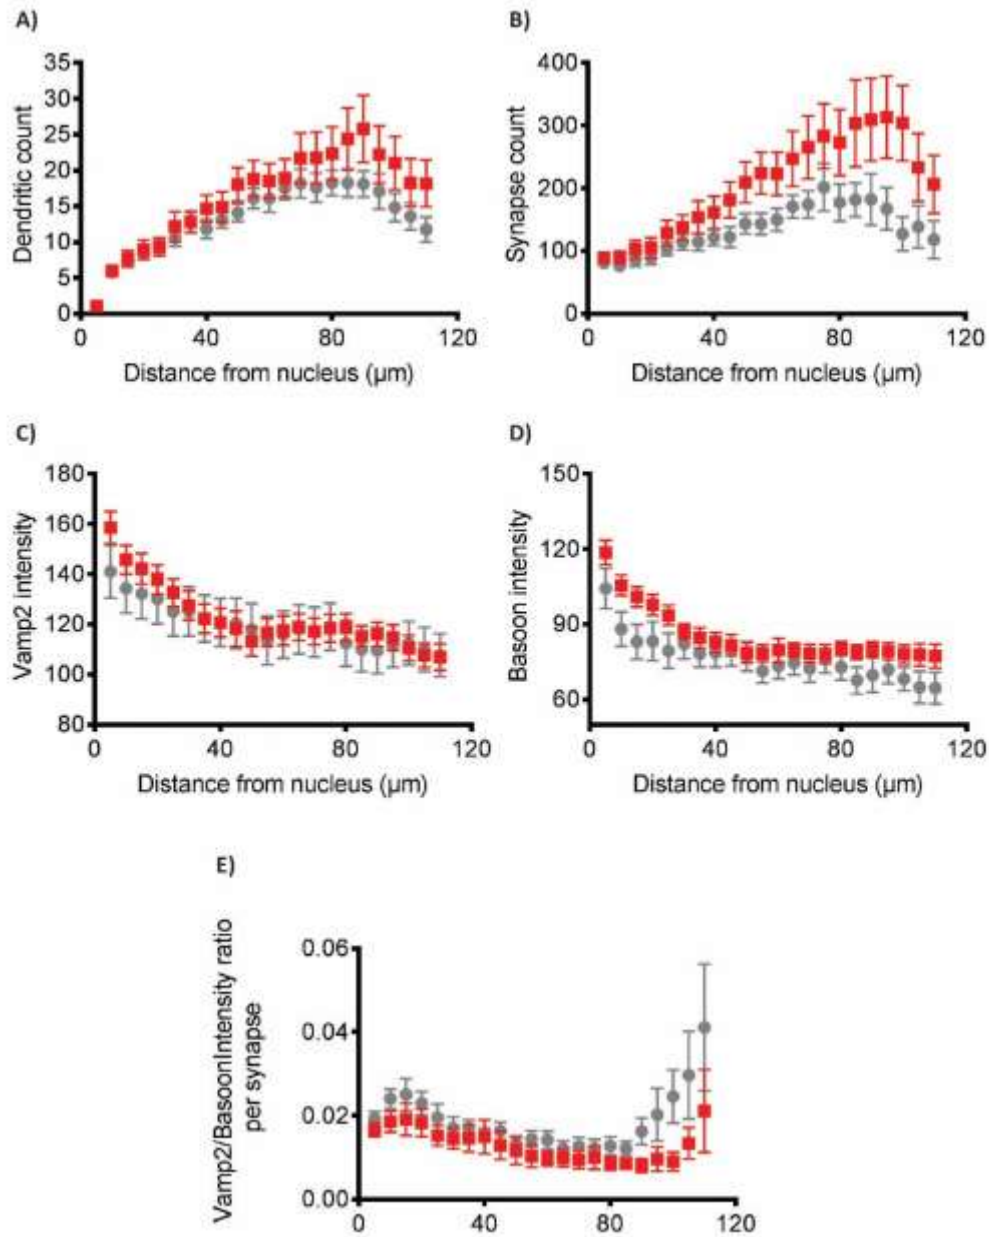 A)
35
30
25
20
15
10
5
0
Dendritic count
0 40 80 120
Distance from nucleus (µm)
B)
400
300
200
100
0
Synapse count
0 40 80 120
Distance from nucleus (µm)
C)
180
160
140
120
100
80
Vamp2 intensity
0 40 80 120
Distance from nucleus (µm)
D)
150
120
90
60
Basoon intensity
0 40 80 120
Distance from nucleus (µm)
E)
0.06
0.04
0.02
0.00
Vamp2/BasoonIntensity ratio
per synapse
0 40 80 120